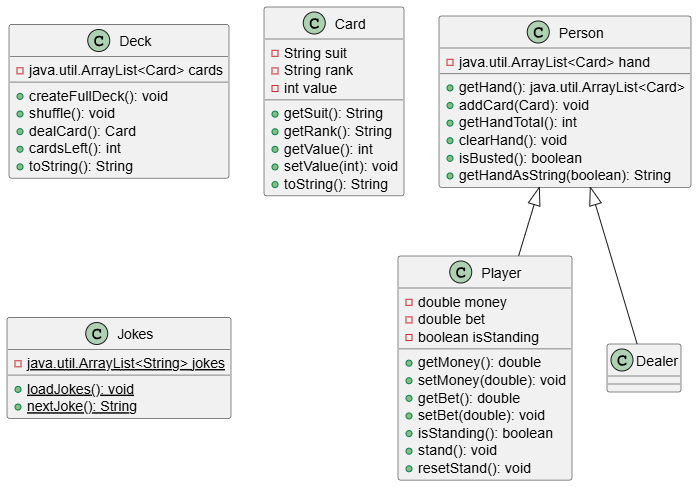 C Deck
java.util.ArrayList<Card> cards
createFullDeck(): void
shuffle(): void
dealCard(): Card
cardsLeft(): int
toString(): String
C Card
String suit
String rank
int value
getSuit(): String
getRank(): String
getValue(): int
setValue(int): void
toString(): String
C Person
java.util.ArrayList<Card> hand
getHand(): java.util.ArrayList<Card>
addCard(Card): void
getHandTotal(): int
clearHand(): void
isBusted(): boolean
getHandAsString(boolean): String
C Jokes
java.util.ArrayList<String> jokes
loadJokes(): void
nextJoke(): String
C Player
double money
double bet
boolean isStanding
getMoney(): double
setMoney(double): void
getBet(): double
setBet(double): void
isStanding(): boolean
stand(): void
resetStand(): void
C Dealer